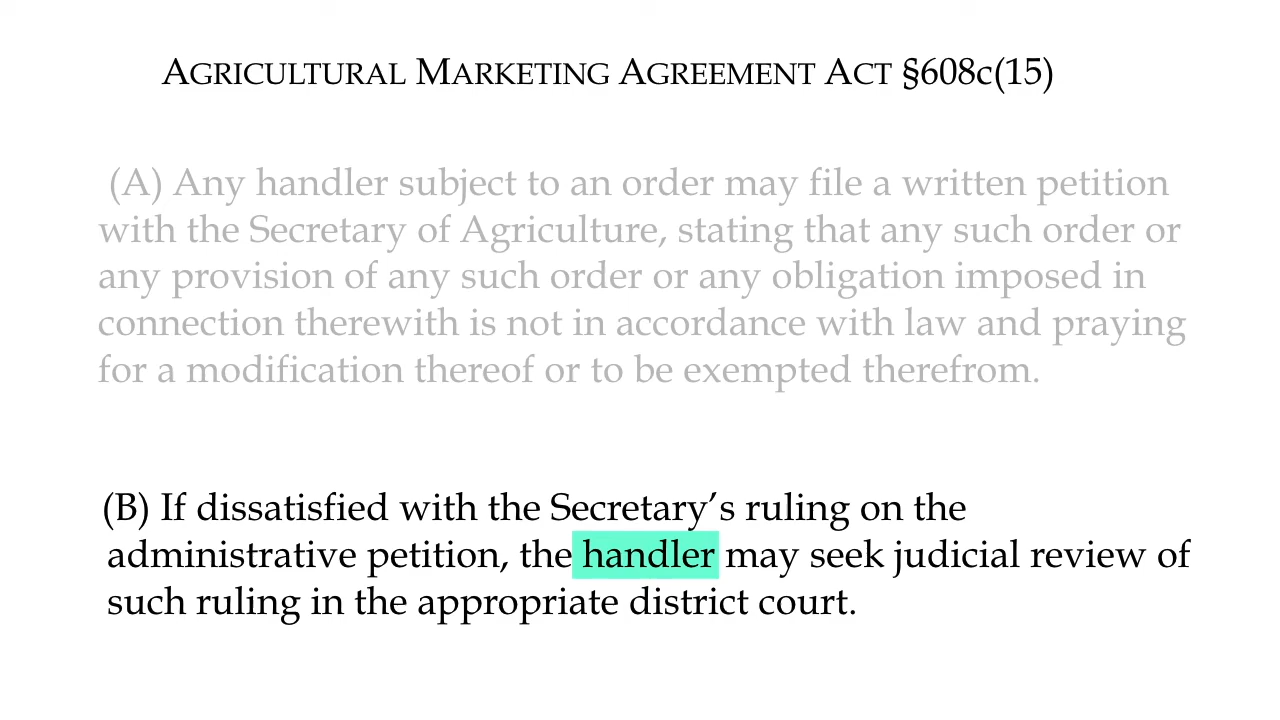 AGRICULTURAL MARKETING AGREEMENT ACT §608c(15)
(A) Any handler subject to an order may file a written petition
with the Secretary of Agriculture, stating that any such order or
any provision of any such order or any obligation imposed in
connection therewith is not in accordance with law and praying
for a modification thereof or to be exempted therefrom.
(B) If dissatisfied with the Secretary’s ruling on the
administrative petition, the handler may seek judicial review of
such ruling in the appropriate district court.